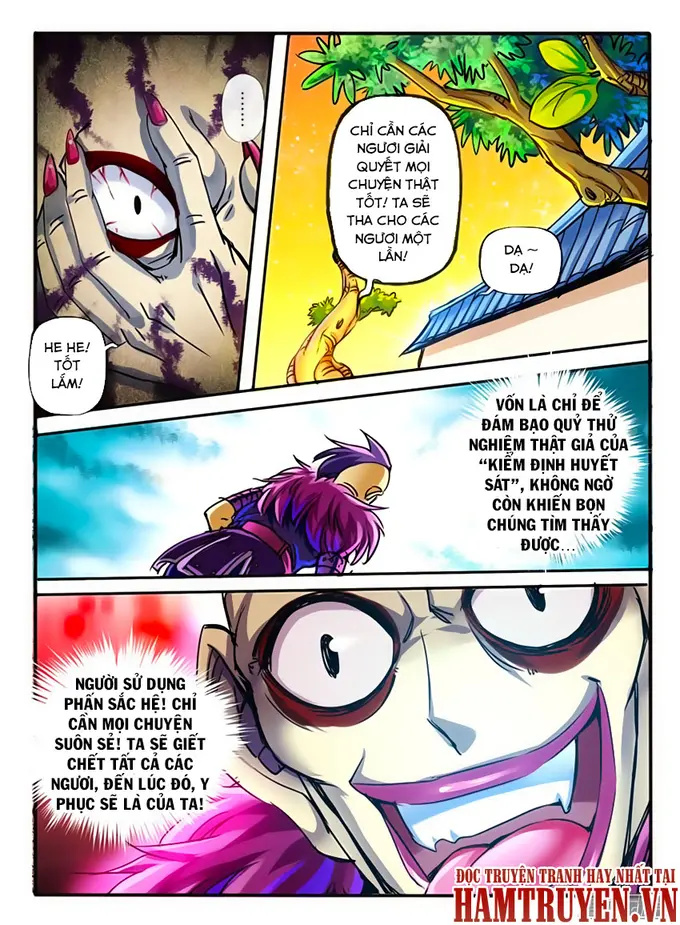 .......
HE HE!
TỐT
LẮM!
CHỈ CẦN CÁC
NGƯƠI GIẢI
QUYẾT MỌI
CHUYỆN THẬT
TỐT! TA SẼ
THA CHO CÁC
NGƯƠI MỘT
LẦN!
DẠ ~
DẠ!
VỐN LÀ CHỈ ĐỂ
ĐÁM BẠO QUỶ THỬ
NGHIỆM THẬT GIẢ CỦA
“KIỂM ĐỊNH HUYẾT
SÁT”, KHÔNG NGỜ
CÒN KHIẾN BỌN
CHÚNG TÌM THẤY
ĐƯỢC...
NGƯỜI SỬ DỤNG
PHẤN SẮC HỆ! CHỈ
CẦN MỌI CHUYỆN
SUÔN SẺ! TA SẼ GIẾT
CHẾT TẤT CẢ CÁC
NGƯƠI, ĐẾN LÚC ĐÓ, Y
PHỤC SẼ LÀ CỦA TA!
ĐỌC TRUYỆN TRANH HAY NHẤT TẠI
HAMTRUYEN.VN